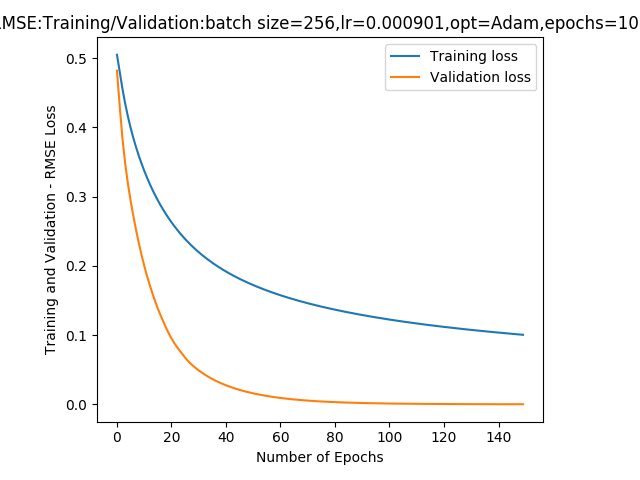 MSE:Training/Validation:batch size=256,lr=0.000901,opt=Adam,epochs=10
Training loss
Validation loss
0.5
0.4
0.3
0.2
0.1
0.0
Training and Validation - RMSE Loss
0 20 40 60 80 100 120 140
Number of Epochs